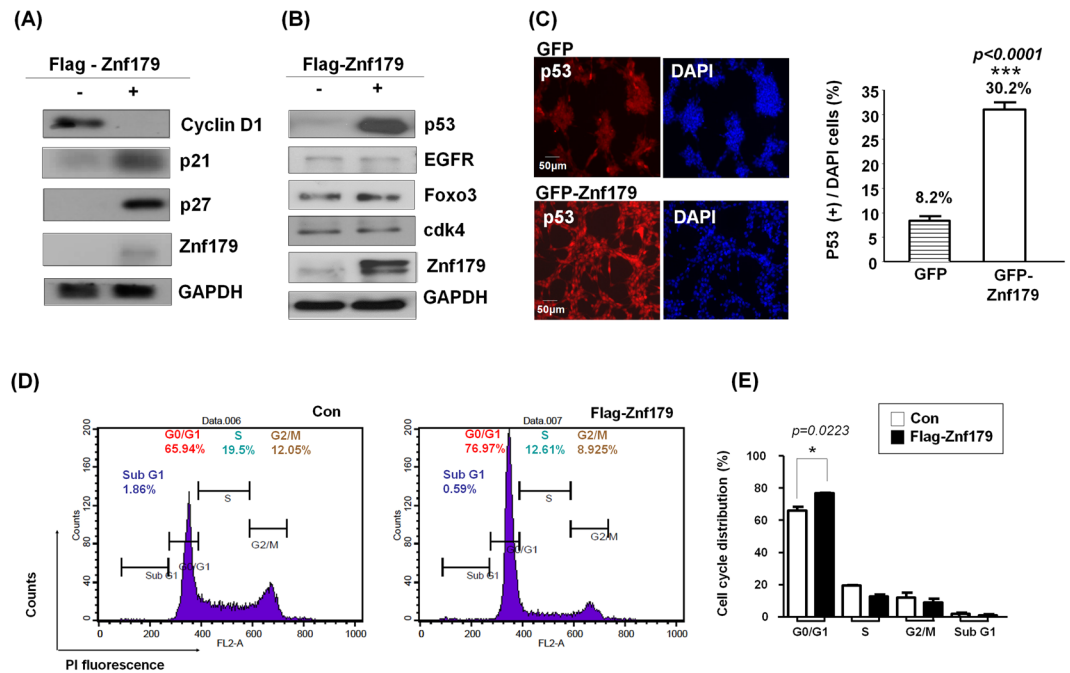 (A)
Flag - Znf179
- +
Cyclin D1
p21
p27
Znf179
GAPDH
(B)
Flag-Znf179
- +
p53
EGFR
Foxo3
cdk4
Znf179
GAPDH
(C)
GFP
p53
DAPI
50μm
GFP-Znf179
p53
DAPI
50μm
p<0.0001
***
30.2%
8.2%
P53 (+) / DAPI cells (%)
35
30
25
20
15
10
5
0
GFP
GFP-
Znf179
(D)
Con
Data.006
G0/G1 S G2/M
65.94% 19.5% 12.05%
Sub G1
1.86%
S
G2/M
G0/G1
Sub G1
200
160
120
80
40
0
Counts
0 200 400 600 800 1000
FL2-A
Counts
PI fluorescence
Flag-Znf179
Data.007
G0/G1 S G2/M
76.97% 12.61% 8.925%
Sub G1
0.59%
S
G2/M
G0/G1
Sub G1
200
160
120
80
40
0
Counts
0 200 400 600 800 1000
FL2-A
(E)
Con
Flag-Znf179
p=0.0223
*
Cell cycle distribution (%)
100
80
60
40
20
0
G0/G1 S G2/M Sub G1